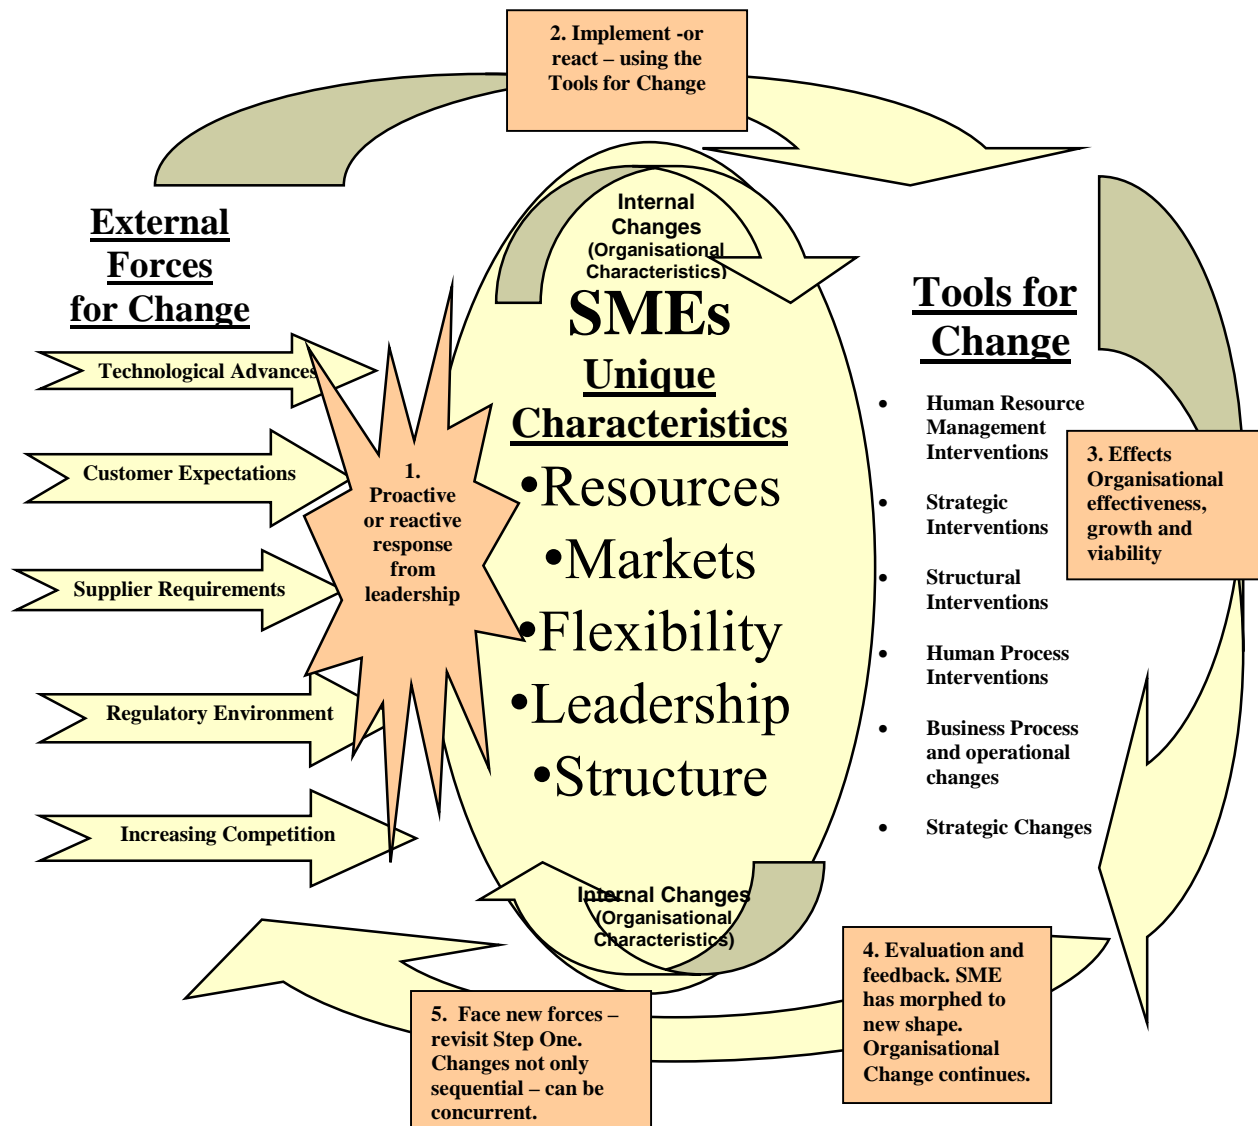 2. Implement -or
react – using the
Tools for Change
External
Forces
for Change
Technological Advances
Customer Expectations
Supplier Requirements
Regulatory Environment
Increasing Competition
1.
Proactive
or reactive
response
from
leadership
Internal
Changes
(Organisational
Characteristics)
SMEs
Unique
Characteristics
•Resources
•Markets
•Flexibility
•Leadership
•Structure
Internal Changes
(Organisational
Characteristics)
Tools for
Change
• Human Resource
Management
Interventions
• Strategic
Interventions
• Structural
Interventions
• Human Process
Interventions
• Business Process
and operational
changes
• Strategic Changes
3. Effects
Organisational
effectiveness,
growth and
viability
4. Evaluation and
feedback. SME
has morphed to
new shape.
Organisational
Change continues.
5. Face new forces –
revisit Step One.
Changes not only
sequential – can be
concurrent.